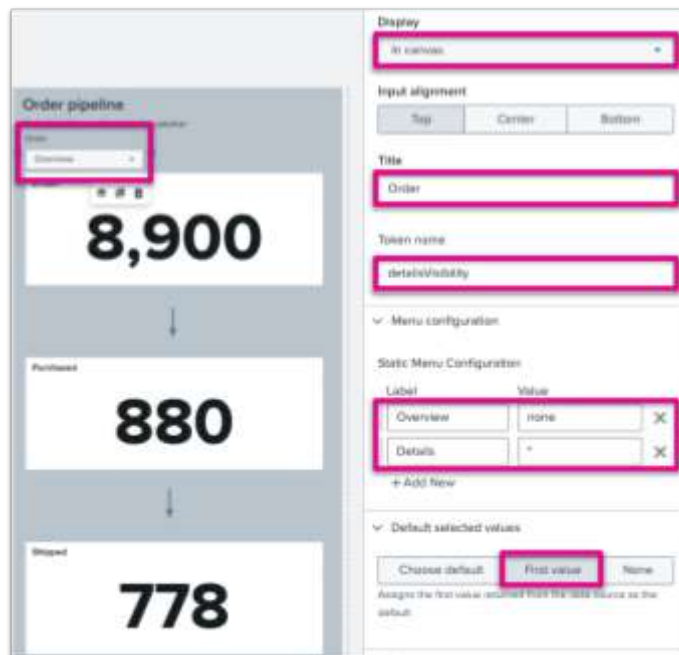 Order pipeline
Overview
8,900
Purchased
880
Shipped
778
Display
In canvas
Input alignment
Top Center Bottom
Title
Order
Token name
detailsVisibility
Menu configuration
Static Menu Configuration
Label Value
Overview none
Details *
+ Add New
Default selected values
Choose default First value None
Assigns the first value returned from the data source as the
default